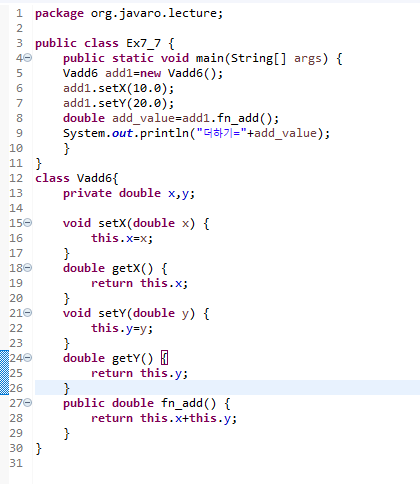 1 package org.javaro.lecture;
2
3 public class Ex7_7 {
4 public static void main(String[] args) {
5 Vadd6 add1=new Vadd6();
6 add1.setX(10.0);
7 add1.setY(20.0);
8 double add_value=add1.fn_add();
9 System.out.println("더하기="+add_value);
10 }
11 }
12 class Vadd6{
13 private double x,y;
14
15 void setX(double x) {
16 this.x=x;
17 }
18 double getX() {
19 return this.x;
20 }
21 void setY(double y) {
22 this.y=y;
23 }
24 double getY() {
25 return this.y;
26 }
27 public double fn_add() {
28 return this.x+this.y;
29 }
30 }
31